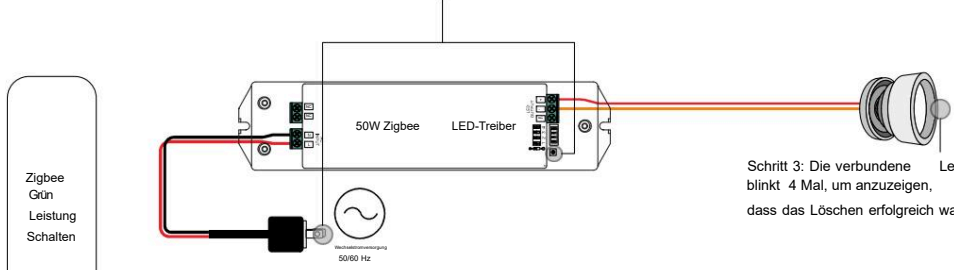 50W Zigbee LED-Treiber
Zigbee
Grün
Leistung
Schalten
Wechselstromversorgung
50/60 Hz
Schritt 3: Die verbundene Le
blinkt 4 Mal, um anzuzeigen,
dass das Löschen erfolgreich wa